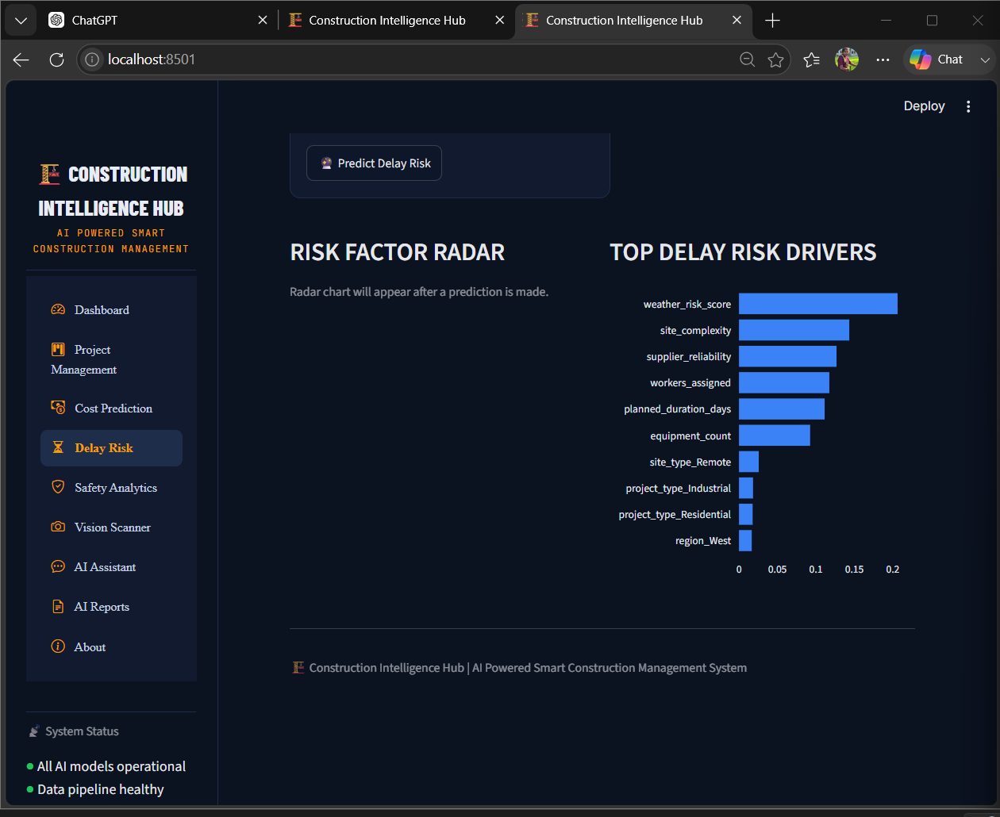 ChatGPT
Construction Intelligence Hub
Construction Intelligence Hub
localhost:8501
Chat
Deploy
CONSTRUCTION
INTELLIGENCE HUB
AI POWERED SMART
CONSTRUCTION MANAGEMENT
Dashboard
Project
Management
Cost Prediction
Delay Risk
Safety Analytics
Vision Scanner
AI Assistant
AI Reports
About
System Status
All AI models operational
Data pipeline healthy
Predict Delay Risk
RISK FACTOR RADAR
Radar chart will appear after a prediction is made.
TOP DELAY RISK DRIVERS
weather_risk_score
site_complexity
supplier_reliability
workers_assigned
planned_duration_days
equipment_count
site_type_Remote
project_type_Industrial
project_type_Residential
region_West
0 0.05 0.1 0.15 0.2
Construction Intelligence Hub | AI Powered Smart Construction Management System